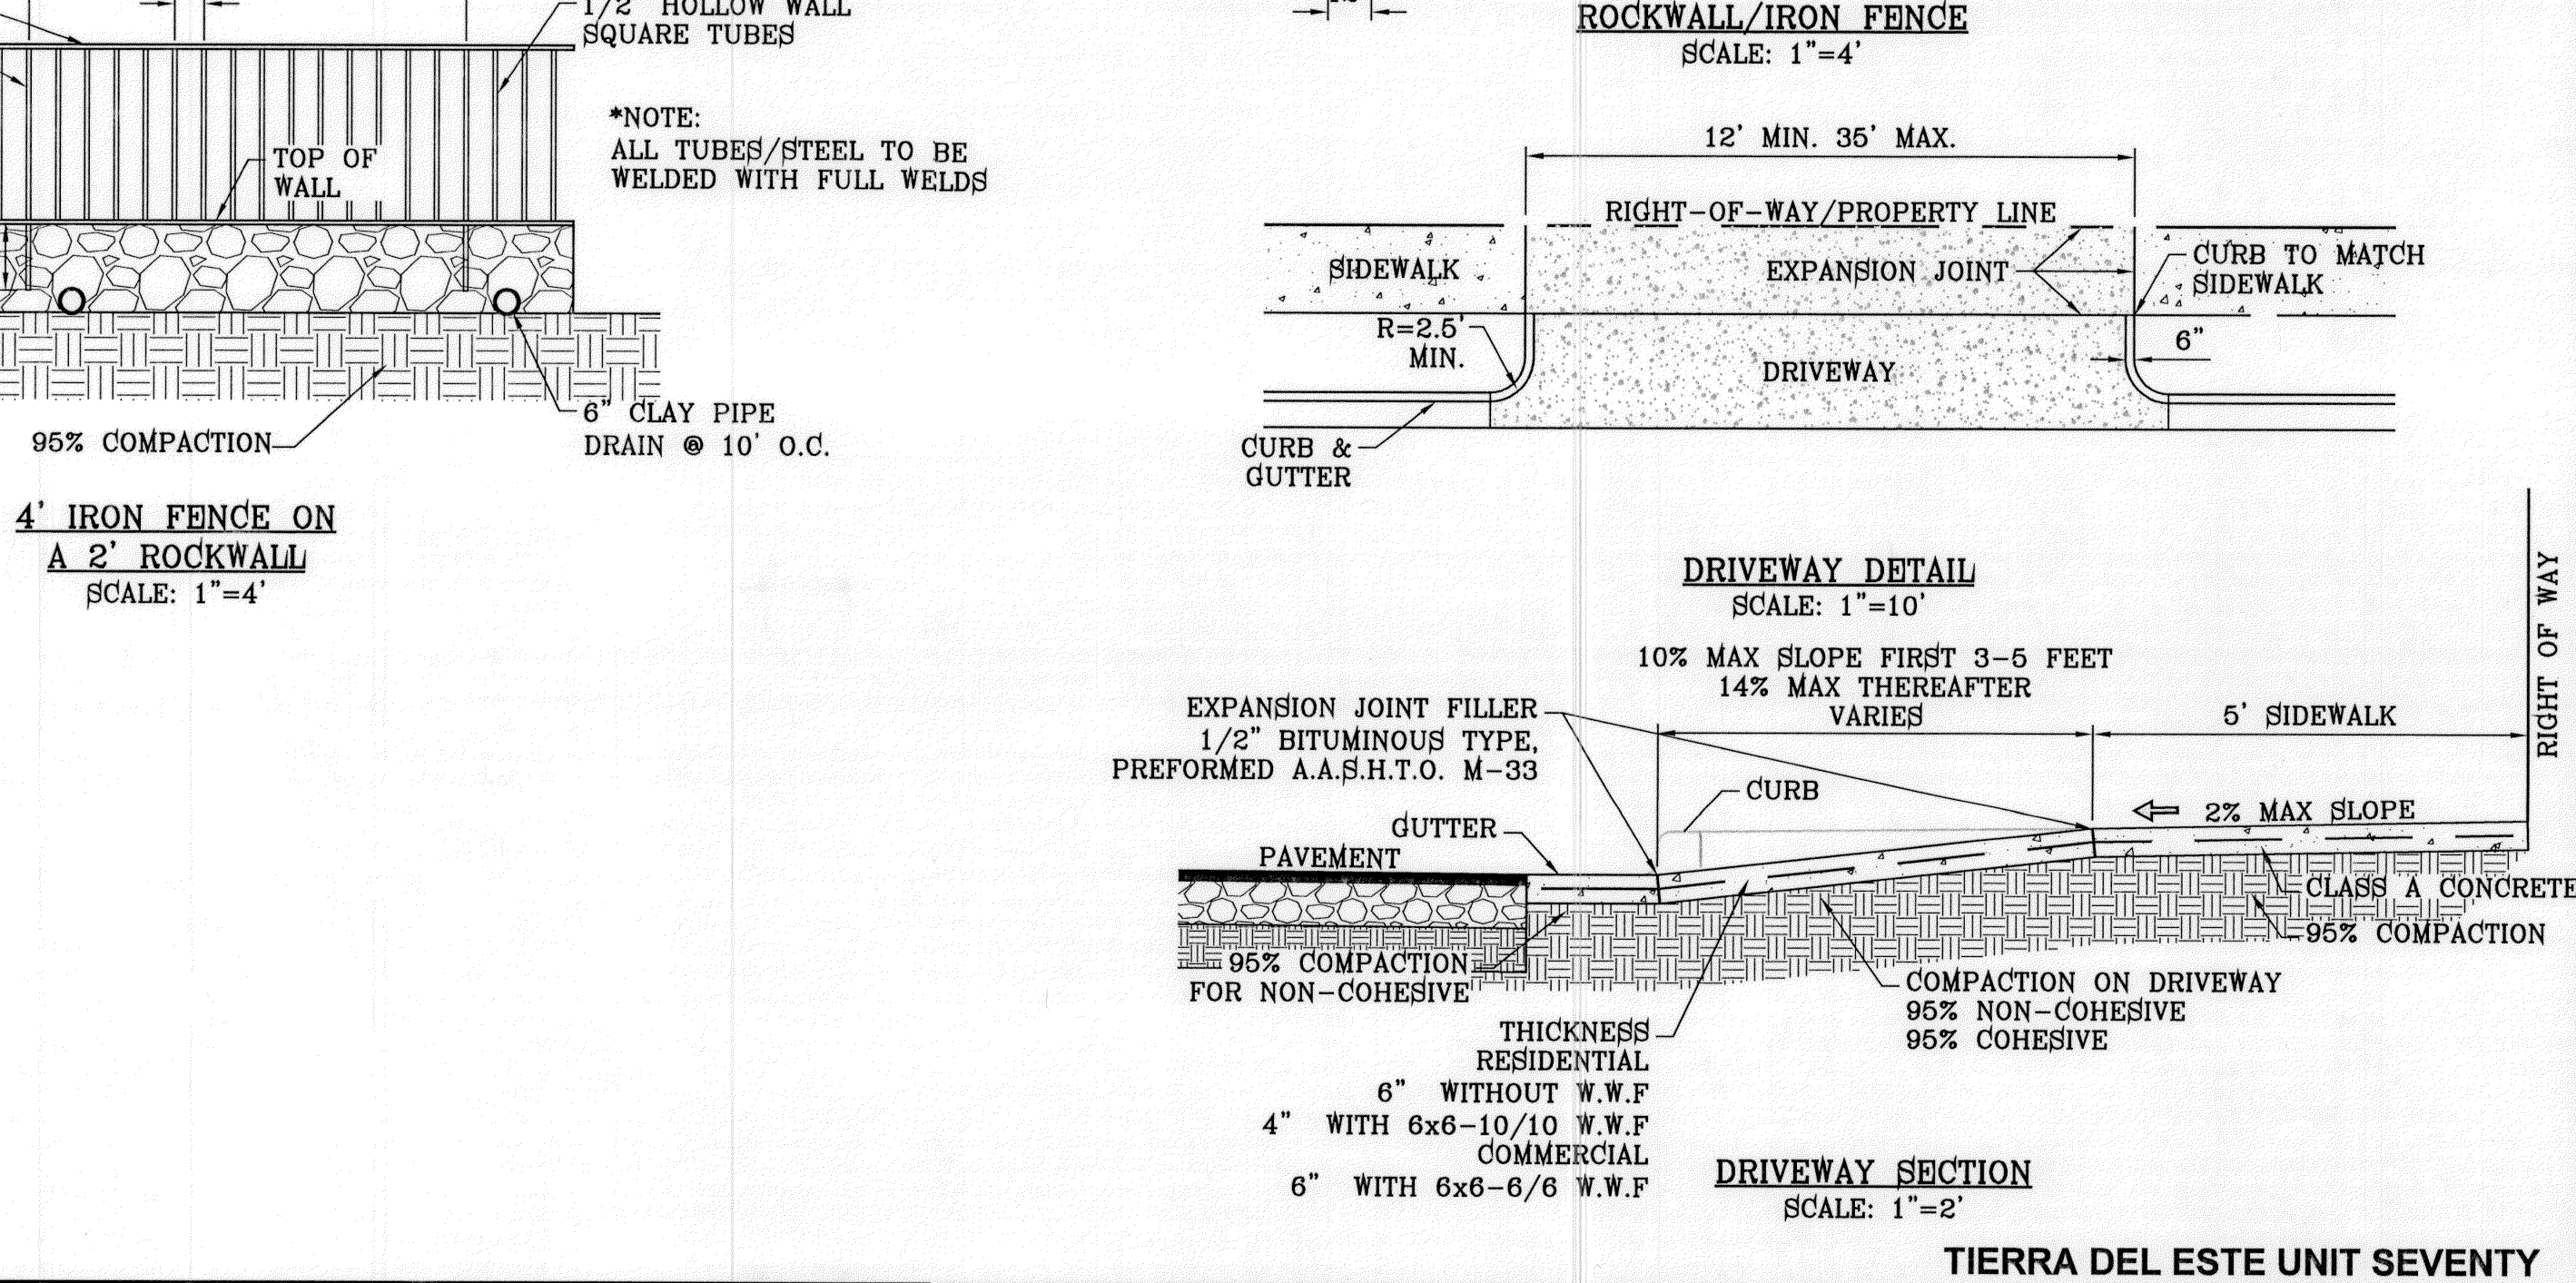 1/2" HOLLOW WALL
SQUARE TUBES
*NOTE:
ALL TUBES/STEEL TO BE
WELDED WITH FULL WELDS
TOP OF
WALL
6" CLAY PIPE
DRAIN @ 10' O.C.
95% COMPACTION
4' IRON FENCE ON
A 2' ROCKWALL
SCALE: 1"=4'
ROCKWALL/IRON FENCE
SCALE: 1"=4'
12' MIN. 35' MAX.
RIGHT-OF-WAY/PROPERTY LINE
SIDEWALK
EXPANSION JOINT
CURB TO MATCH
SIDEWALK
R=2.5'
MIN.
6"
DRIVEWAY
CURB &
GUTTER
DRIVEWAY DETAIL
SCALE: 1"=10'
10% MAX SLOPE FIRST 3-5 FEET
14% MAX THEREAFTER
VARIES
5' SIDEWALK
RIGHT OF WAY
EXPANSION JOINT FILLER
1/2" BITUMINOUS TYPE,
PREFORMED A.A.S.H.T.O. M-33
CURB
2% MAX SLOPE
GUTTER
PAVEMENT
CLASS A CONCRETE
95% COMPACTION
95% COMPACTION
FOR NON-COHESIVE
COMPACTION ON DRIVEWAY
95% NON-COHESIVE
95% COHESIVE
THICKNESS
RESIDENTIAL
6" WITHOUT W.W.F
4" WITH 6x6-10/10 W.W.F
COMMERCIAL
6" WITH 6x6-6/6 W.W.F
DRIVEWAY SECTION
SCALE: 1"=2'
TIERRA DEL ESTE UNIT SEVENTY